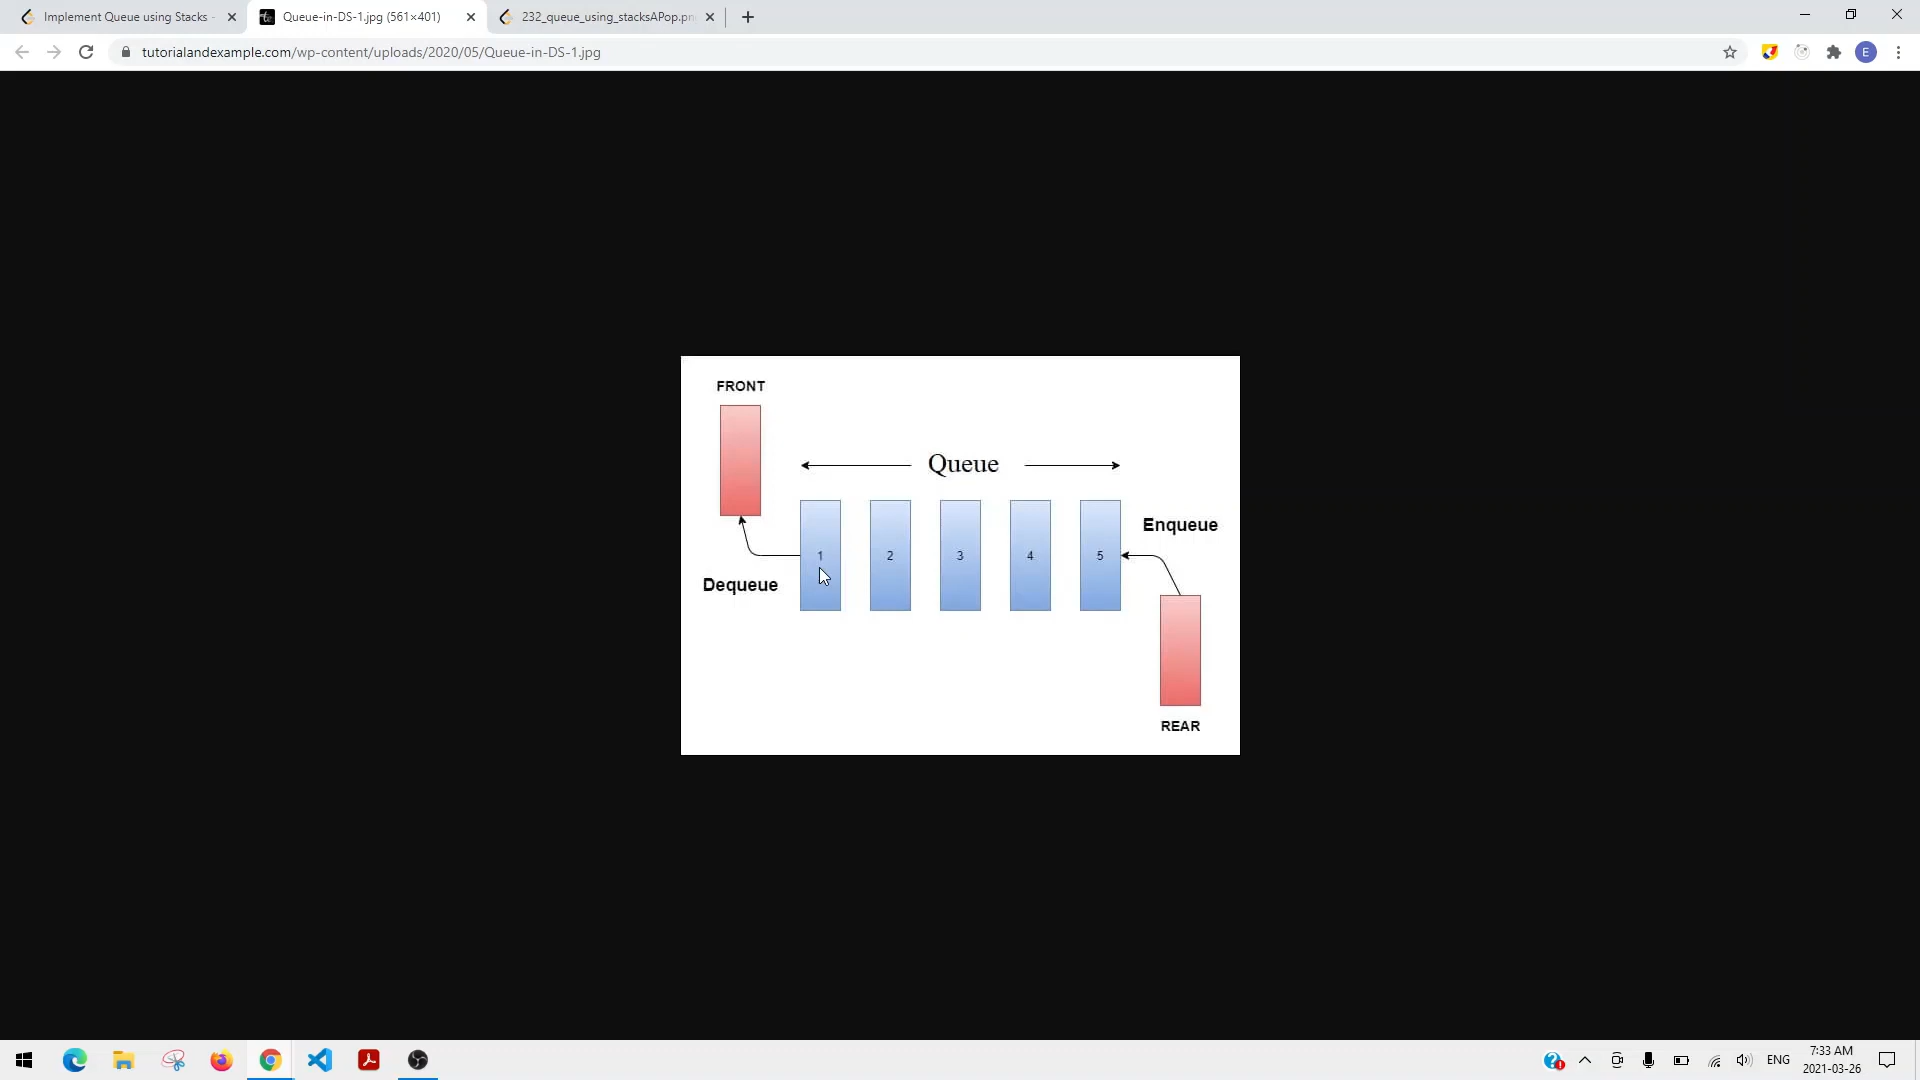 Implement Queue using Stacks -
Queue-in-DS-1.jpg (561×401)
232_queue_using_stacksAPop.pn
tutorialandexample.com/wp-content/uploads/2020/05/Queue-in-DS-1.jpg
E
FRONT
Queue
Enqueue
1 2 3 4 5
Dequeue
REAR
ENG
7:33 AM
2021-03-26